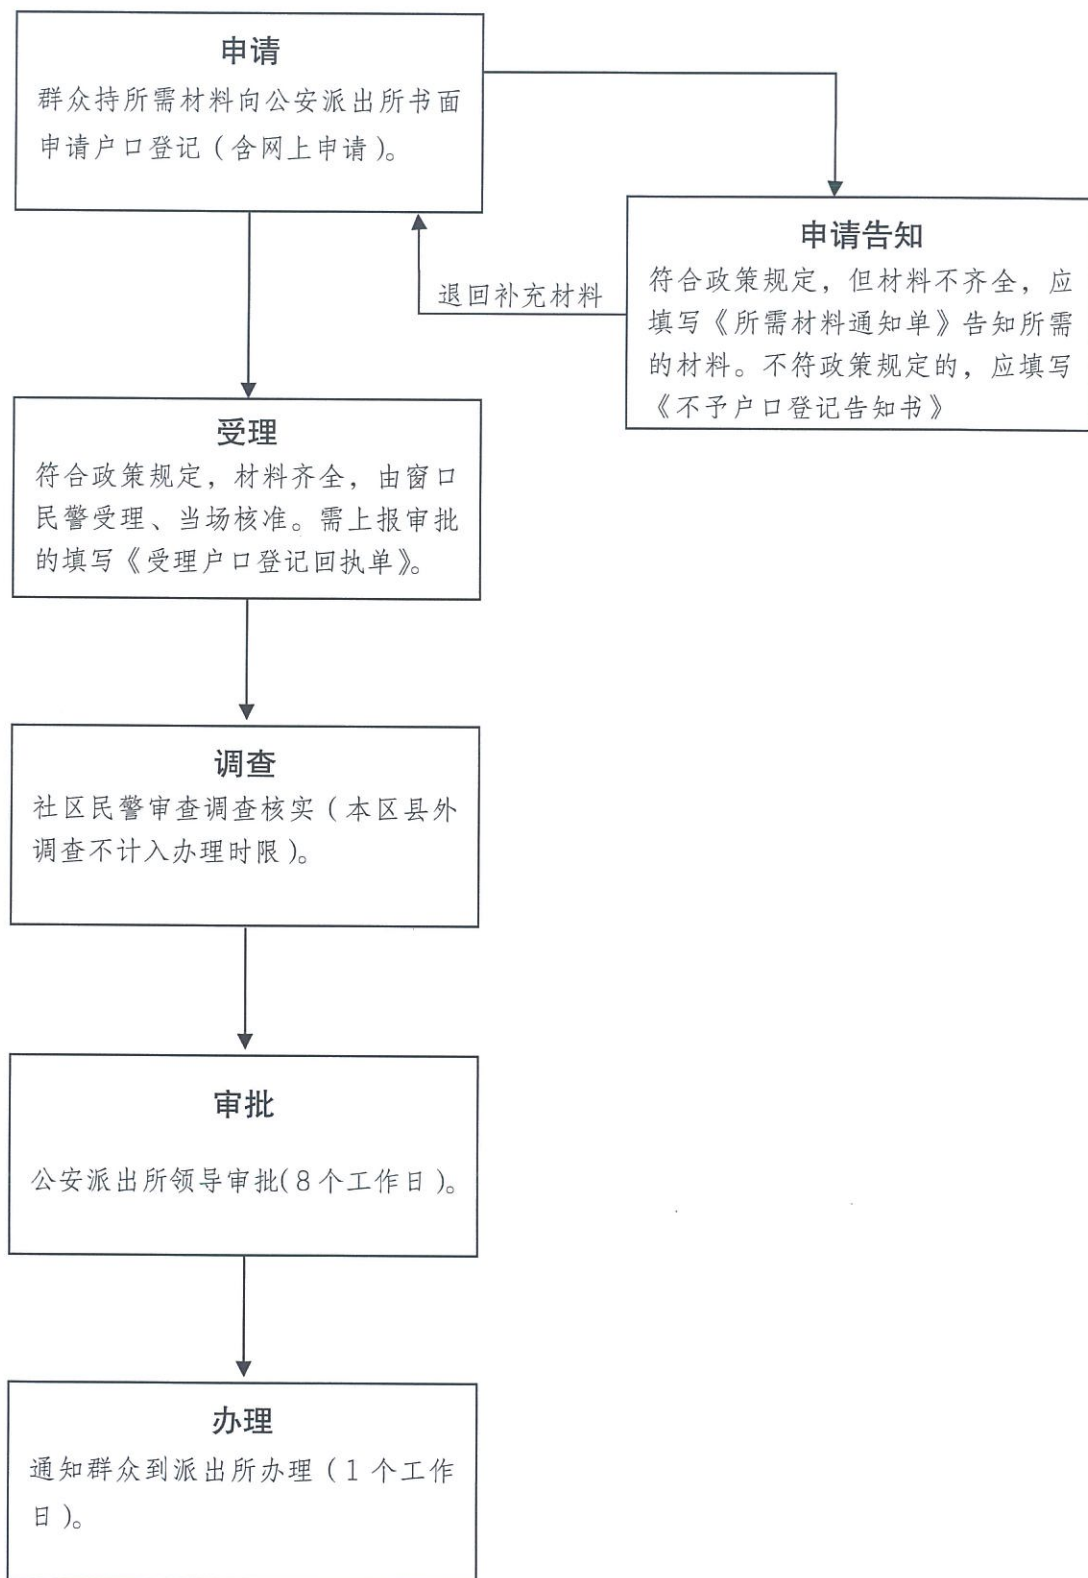 申请
群众持所需材料向公安派出所书面
申请户口登记（含网上申请）。
申请告知
符合政策规定，但材料不齐全，应
填写《所需材料通知单》告知所需
的材料。不符政策规定的，应填写
《不予户口登记告知书》
退回补充材料
受理
符合政策规定，材料齐全，由窗口
民警受理、当场核准。需上报审批
的填写《受理户口登记回执单》。
调查
社区民警审查调查核实（本区县外
调查不计入办理时限）。
审批
公安派出所领导审批(8个工作日）。
办理
通知群众到派出所办理（1个工作
日）。